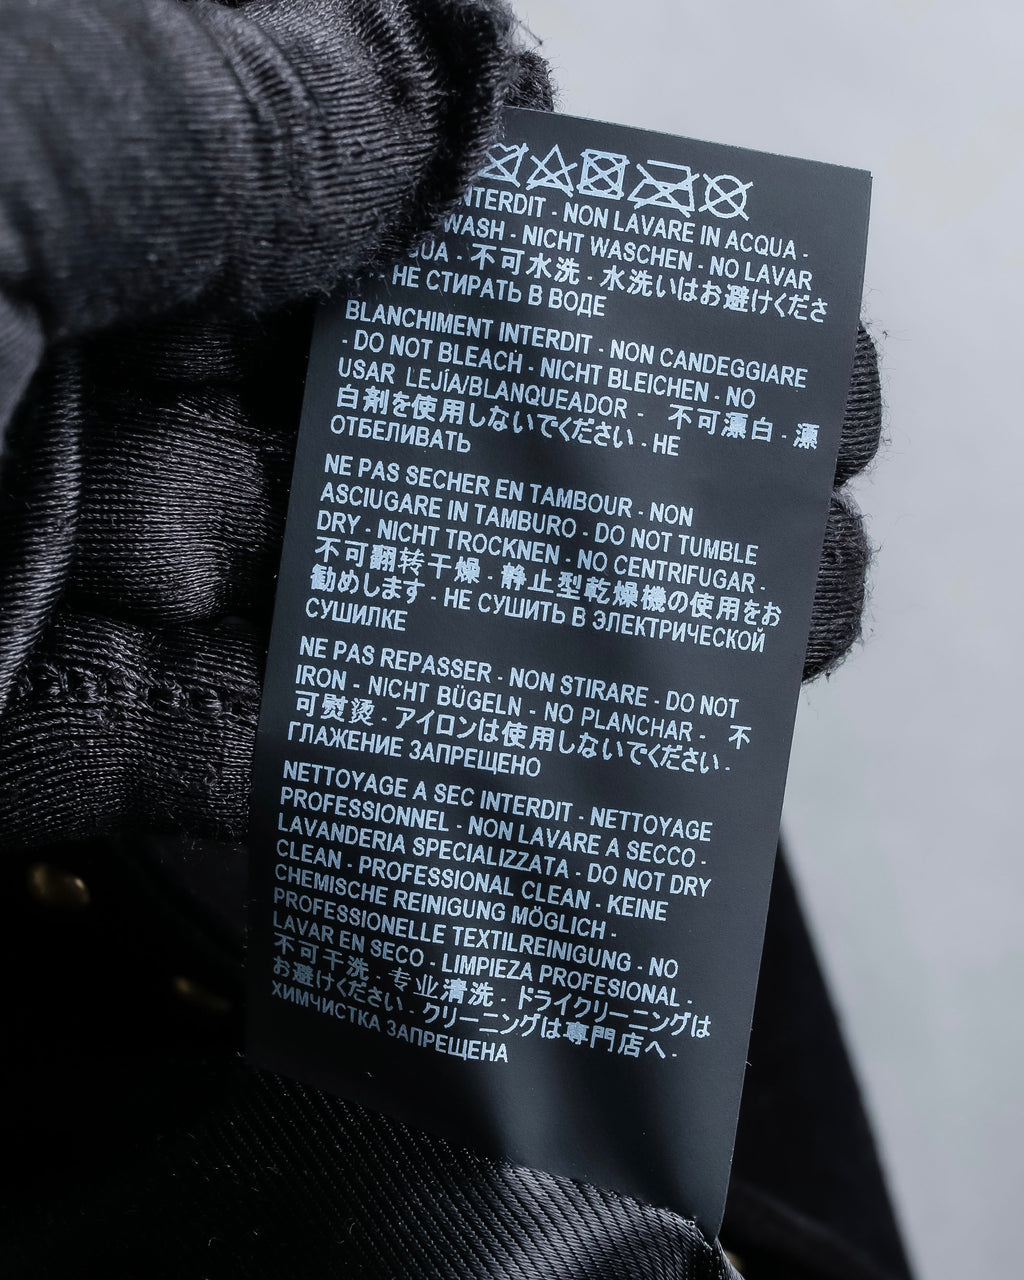 INTERDIT - NON LAVARE IN ACQUA -
WASH - NICHT WASCHEN - NO LAVAR
- 不可水洗 - 水洗いはお避けくださ
- НЕ СТИРАТЬ В ВОДЕ
BLANCHIMENT INTERDIT - NON CANDEGGIARE
- DO NOT BLEACH - NICHT BLEICHEN - NO
USAR LEJÍA/BLANQUEADOR - 不可漂白 - 漂
白剤を使用しないでください - НЕ
ОТБЕЛИВАТЬ
NE PAS SECHER EN TAMBOUR - NON
ASCIUGARE IN TAMBURO - DO NOT TUMBLE
DRY - NICHT TROCKNEN - NO CENTRIFUGAR -
不可翻转干燥 - 静止型乾燥機の使用をお
勧めします - НЕ СУШИТЬ В ЭЛЕКТРИЧЕСКОЙ
СУШИЛКЕ
NE PAS REPASSER - NON STIRARE - DO NOT
IRON - NICHT BÜGELN - NO PLANCHAR - 不
可熨烫 - アイロンは使用しないでください -
ГЛАЖЕНИЕ ЗАПРЕЩЕНО
NETTOYAGE A SEC INTERDIT - NETTOYAGE
PROFESSIONNEL - NON LAVARE A SECCO -
LAVANDERIA SPECIALIZZATA - DO NOT DRY
CLEAN - PROFESSIONAL CLEAN - KEINE
CHEMISCHE REINIGUNG MÖGLICH -
PROFESSIONELLE TEXTILREINIGUNG - NO
LAVAR EN SECO - LIMPIEZA PROFESIONAL -
不可干洗 - 专业清洗 - ドライクリーニングは
お避けください - クリーニングは専門店へ -
ХИМЧИСТКА ЗАПРЕЩЕНА